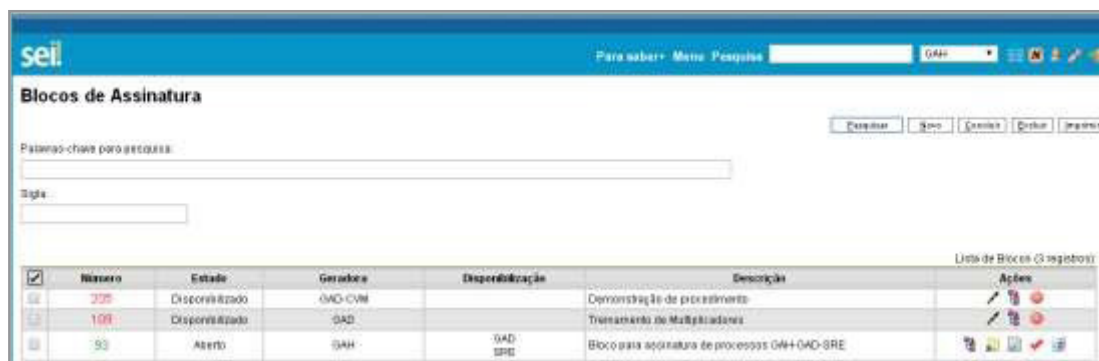 sei!
Para saber+ Menu Pesquisa GAH
Blocos de Assinatura
Pesquisar Novo Concluir Excluir Imprimir
Palavras-chave para pesquisa:
Sigla:
Lista de Blocos (3 registros):
Número Estado Geradora Disponibilização Descrição Ações
Disponibilizado GAD-CVM Demonstração de procedimento
109 Disponibilizado GAD Treinamento de Multiplicadores
93 Aberto GAH GAD SRE Bloco para assinatura de processos GAH-GAD-SRE